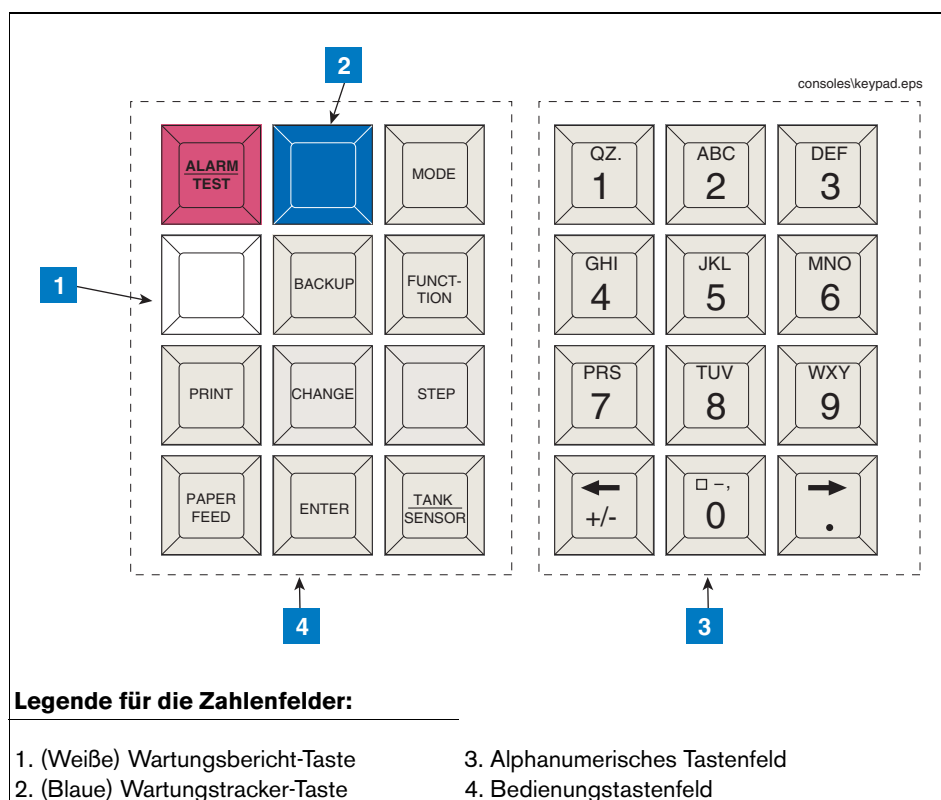 2
consoles\keypad.eps
ALARM
TEST
MODE
QZ.
1
ABC
2
DEF
3
1
BACKUP
FUNCT-
TION
GHI
4
JKL
5
MNO
6
PRINT
CHANGE
STEP
PRS
7
TUV
8
WXY
9
PAPER
FEED
ENTER
TANK
SENSOR
+/-
□ –,
0
.
4
3
Legende für die Zahlenfelder:
1. (Weiße) Wartungsbericht-Taste
2. (Blaue) Wartungstracker-Taste
3. Alphanumerisches Tastenfeld
4. Bedienungstastenfeld